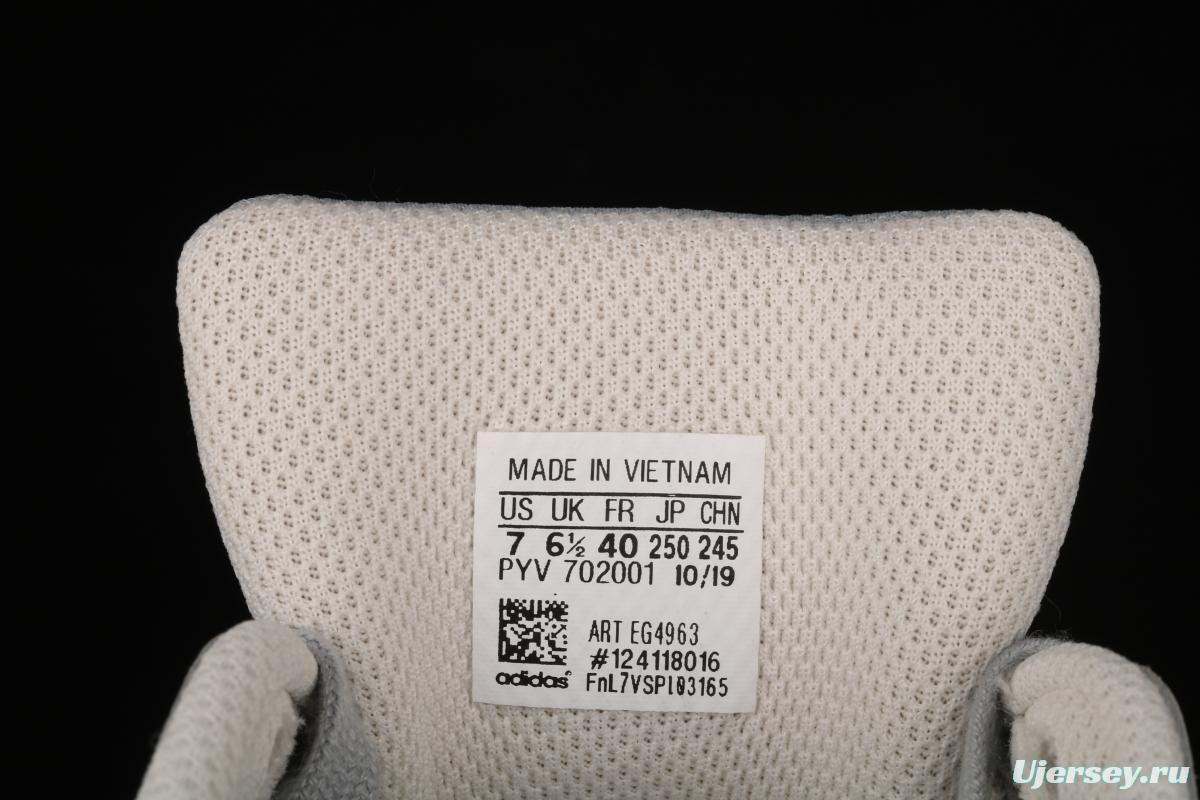 MADE IN VIETNAM
US UK FR JP CHN
7 6½ 40 250 245
PYV 702001 10/19
ART EG4963
#124118016
adidas FnL7VSPl03165
Ujersey.ru